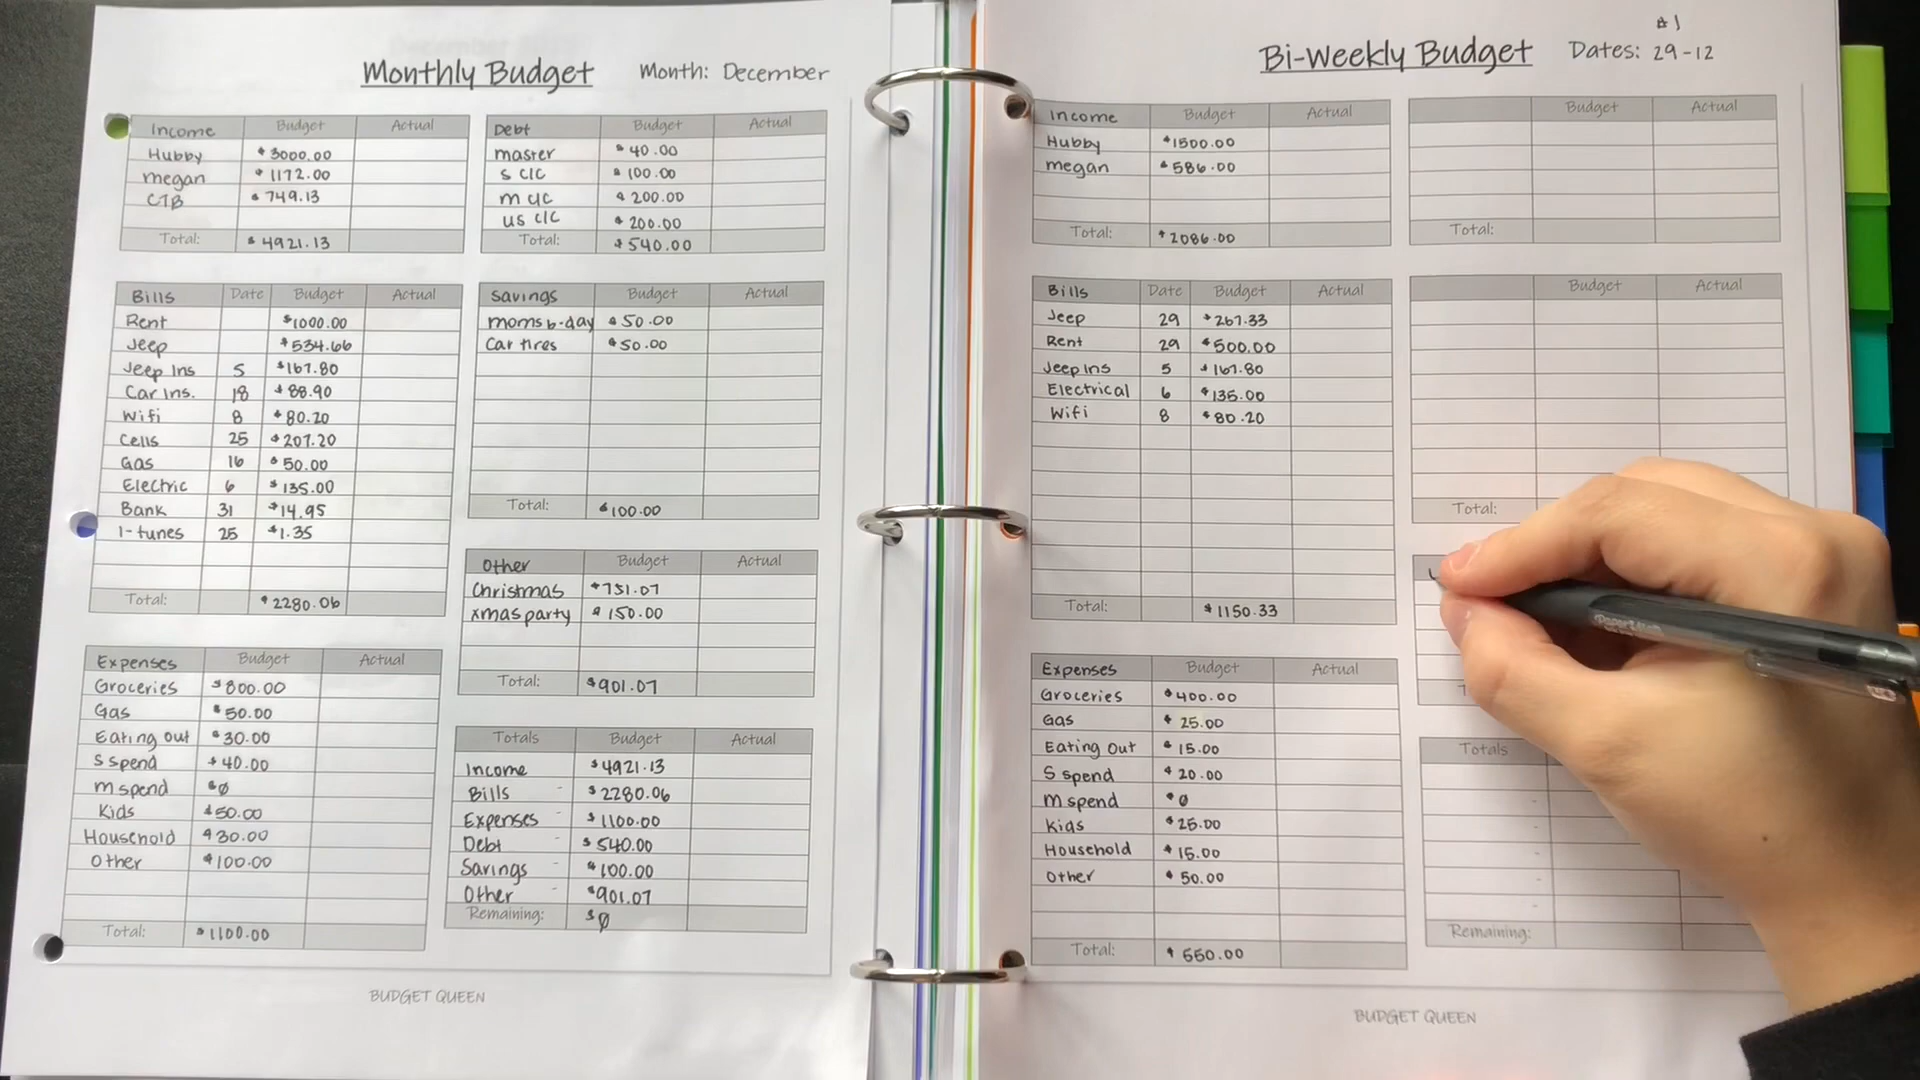 Monthly Budget Month: December
Income Budget Actual
Hubby $3000.00
megan $1172.00
CTB $749.13
Total: $4921.13
Debt Budget Actual
master $40.00
S C/C $100.00
m C/C $200.00
US C/C $200.00
Total: $540.00
Bills Date Budget Actual
Rent $1000.00
Jeep $534.66
Jeep Ins 5 $167.80
Car Ins. 18 $88.90
Wifi 8 $80.20
Cells 25 $207.20
Gas 16 $50.00
Electric 6 $135.00
Bank 31 $14.95
I-tunes 25 $1.35
Total: $2280.06
Savings Budget Actual
moms b-day $50.00
Car tires $50.00
Total: $100.00
Other Budget Actual
Christmas $751.07
xmas party $150.00
Total: $901.07
Expenses Budget Actual
Groceries $800.00
Gas $50.00
Eating Out $30.00
S spend $40.00
m spend $0
Kids $50.00
Household $30.00
Other $100.00
Total: $1100.00
Totals Budget Actual
Income $4921.13
Bills - $2280.06
Expenses - $1100.00
Debt - $540.00
Savings - $100.00
Other - $901.07
Remaining: $0
BUDGET QUEEN
#1
Bi-Weekly Budget Dates: 29-12
Income Budget Actual
Hubby $1500.00
megan $586.00
Total: $2086.00
Budget Actual
Total:
Bills Date Budget Actual
Jeep 29 $267.33
Rent 29 $500.00
Jeep Ins 5 $167.80
Electrical 6 $135.00
Wifi 8 $80.20
Total: $1150.33
Budget Actual
Total:
Expenses Budget Actual
Groceries $400.00
Gas $25.00
Eating Out $15.00
S spend $20.00
m spend $0
Kids $25.00
Household $15.00
Other $50.00
Total: $550.00
Totals
Remaining:
BUDGET QUEEN